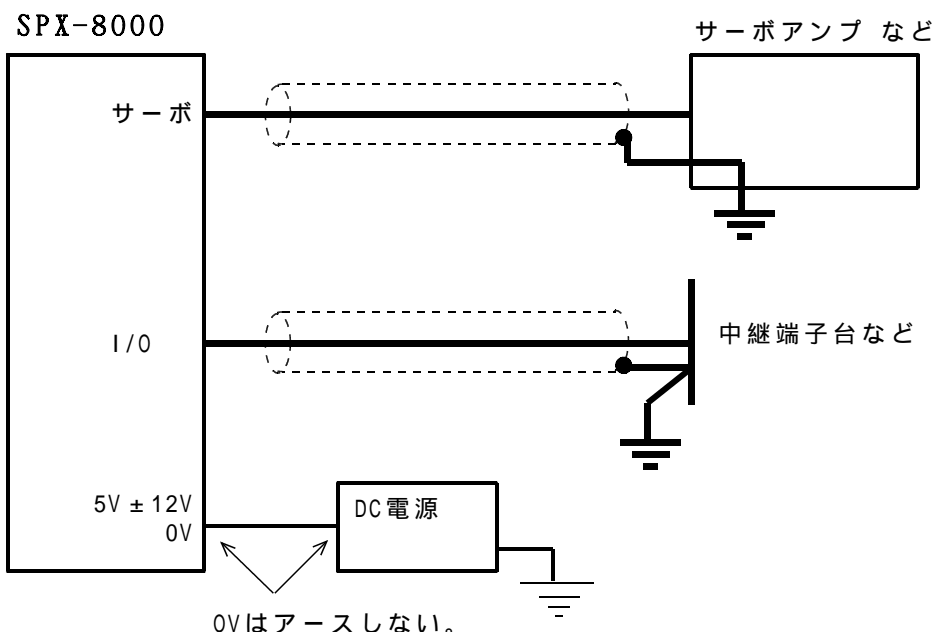 SPX-8000
サーボアンプ など
サーボ
I/O
中継端子台など
5V±12V
0V
DC電源
0Vはアースしない。